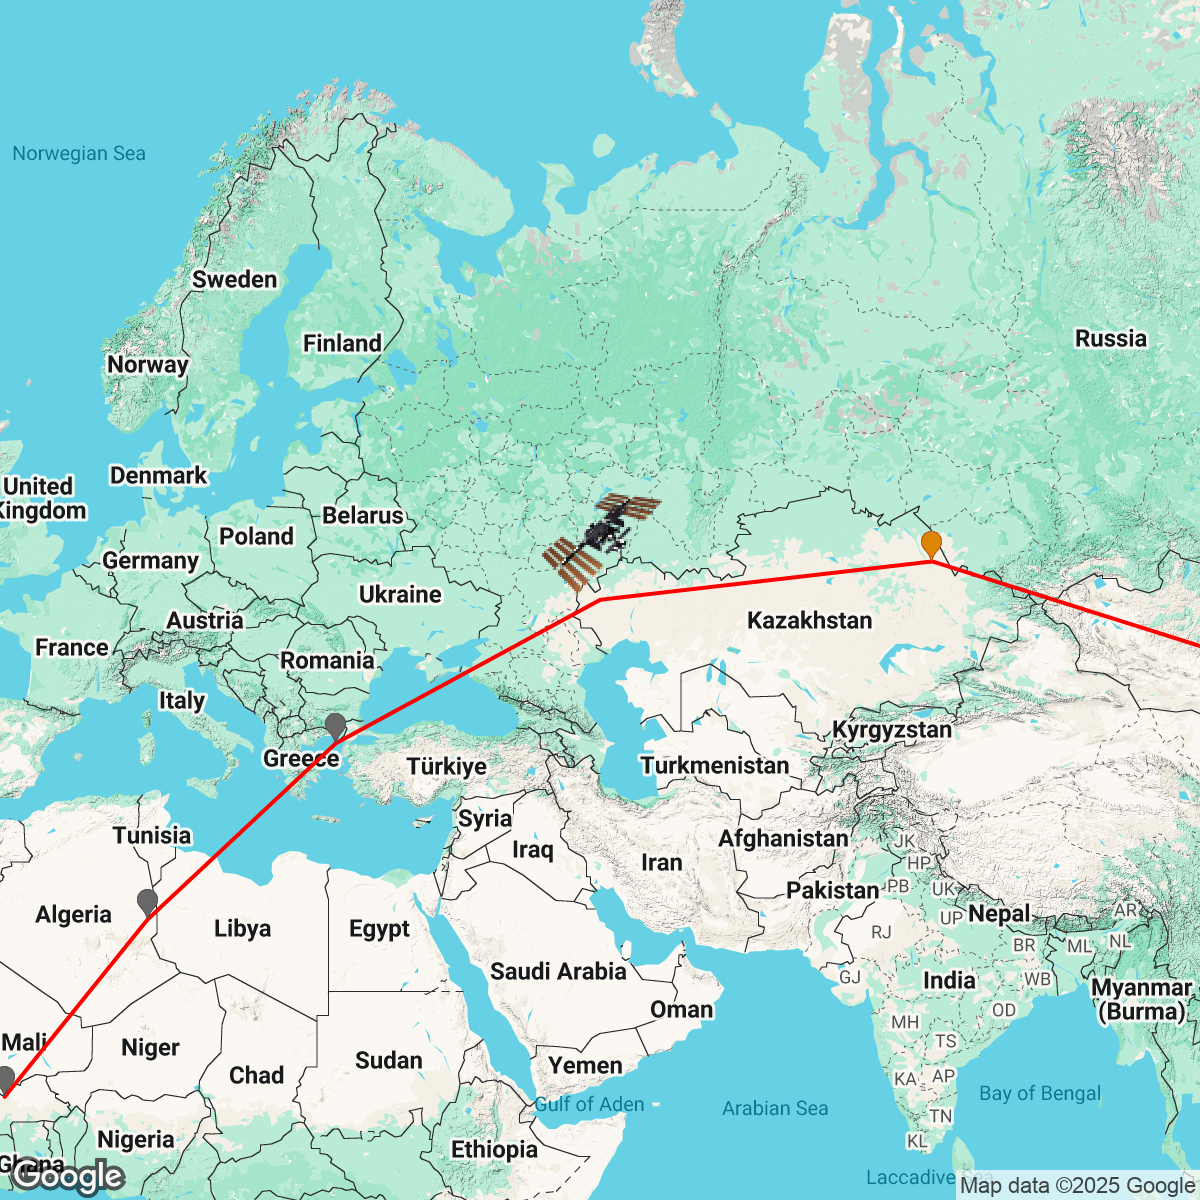 Norwegian Sea
Sweden
Finland
Norway
Russia
Denmark
United
Kingdom
Belarus
Poland
Germany
Ukraine
Austria
Kazakhstan
France
Romania
Italy
Kyrgyzstan
Greece
Türkiye
Turkmenistan
Syria
Tunisia
Afghanistan
JK
Iraq
Iran
HP
Pakistan
PB
UK
Algeria
Nepal
AR
UP
Libya
Egypt
RJ
NL
BR
ML
Saudi Arabia
GJ
India
WB
Myanmar
(Burma)
Oman
OD
MH
Mali
Niger
TS
Sudan
Yemen
Chad
KA
AP
Bay of Bengal
Gulf of Aden
Arabian Sea
TN
Nigeria
KL
Ethiopia
Ghana
Google
Laccadive Sea
Map data ©2025 Google